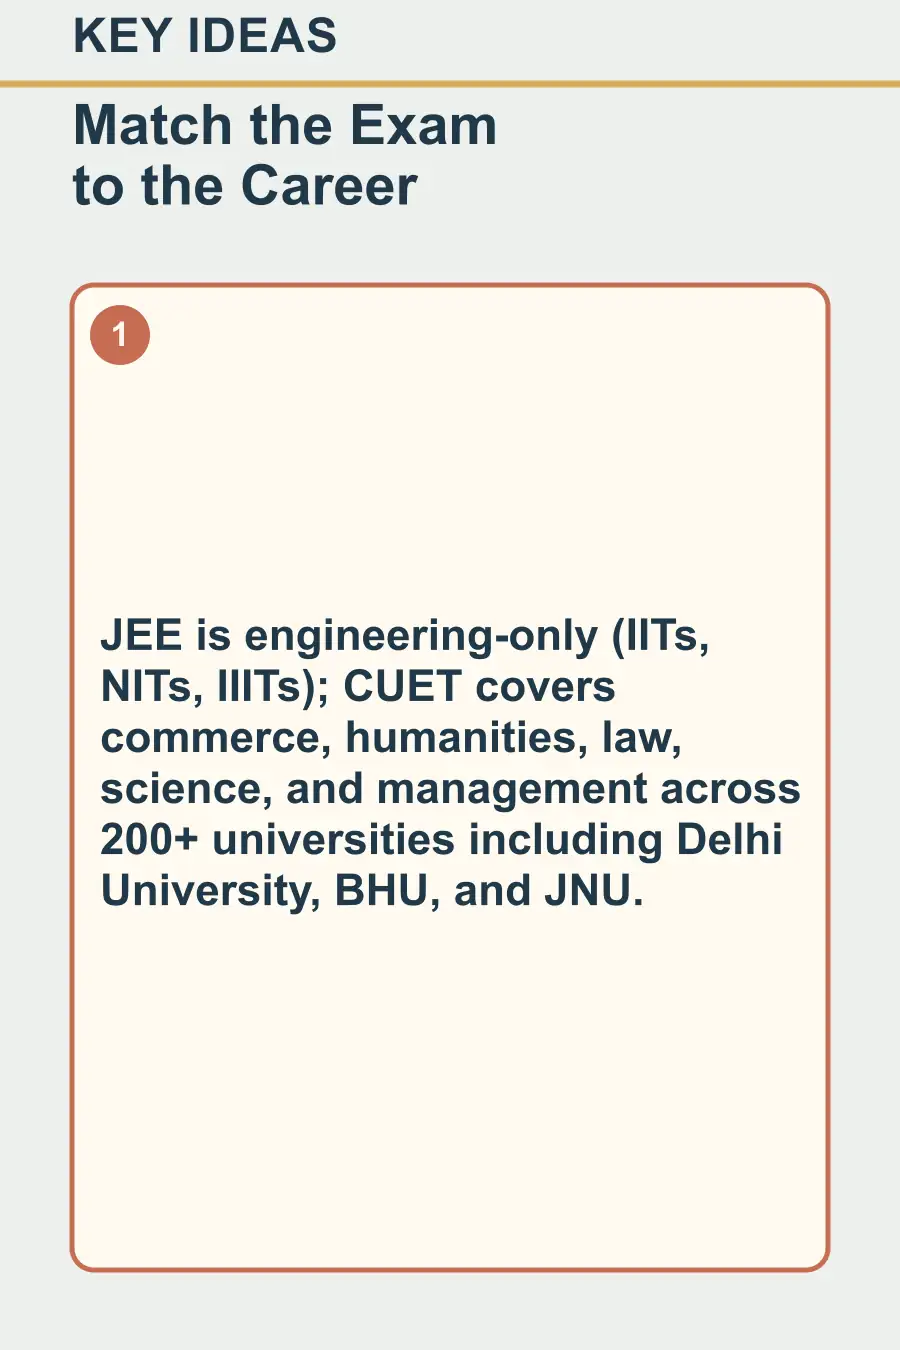 KEY IDEAS
Match the Exam
to the Career
1
JEE is engineering-only (IITs,
NITs, IIITs); CUET covers
commerce, humanities, law,
science, and management across
200+ universities including Delhi
University, BHU, and JNU.